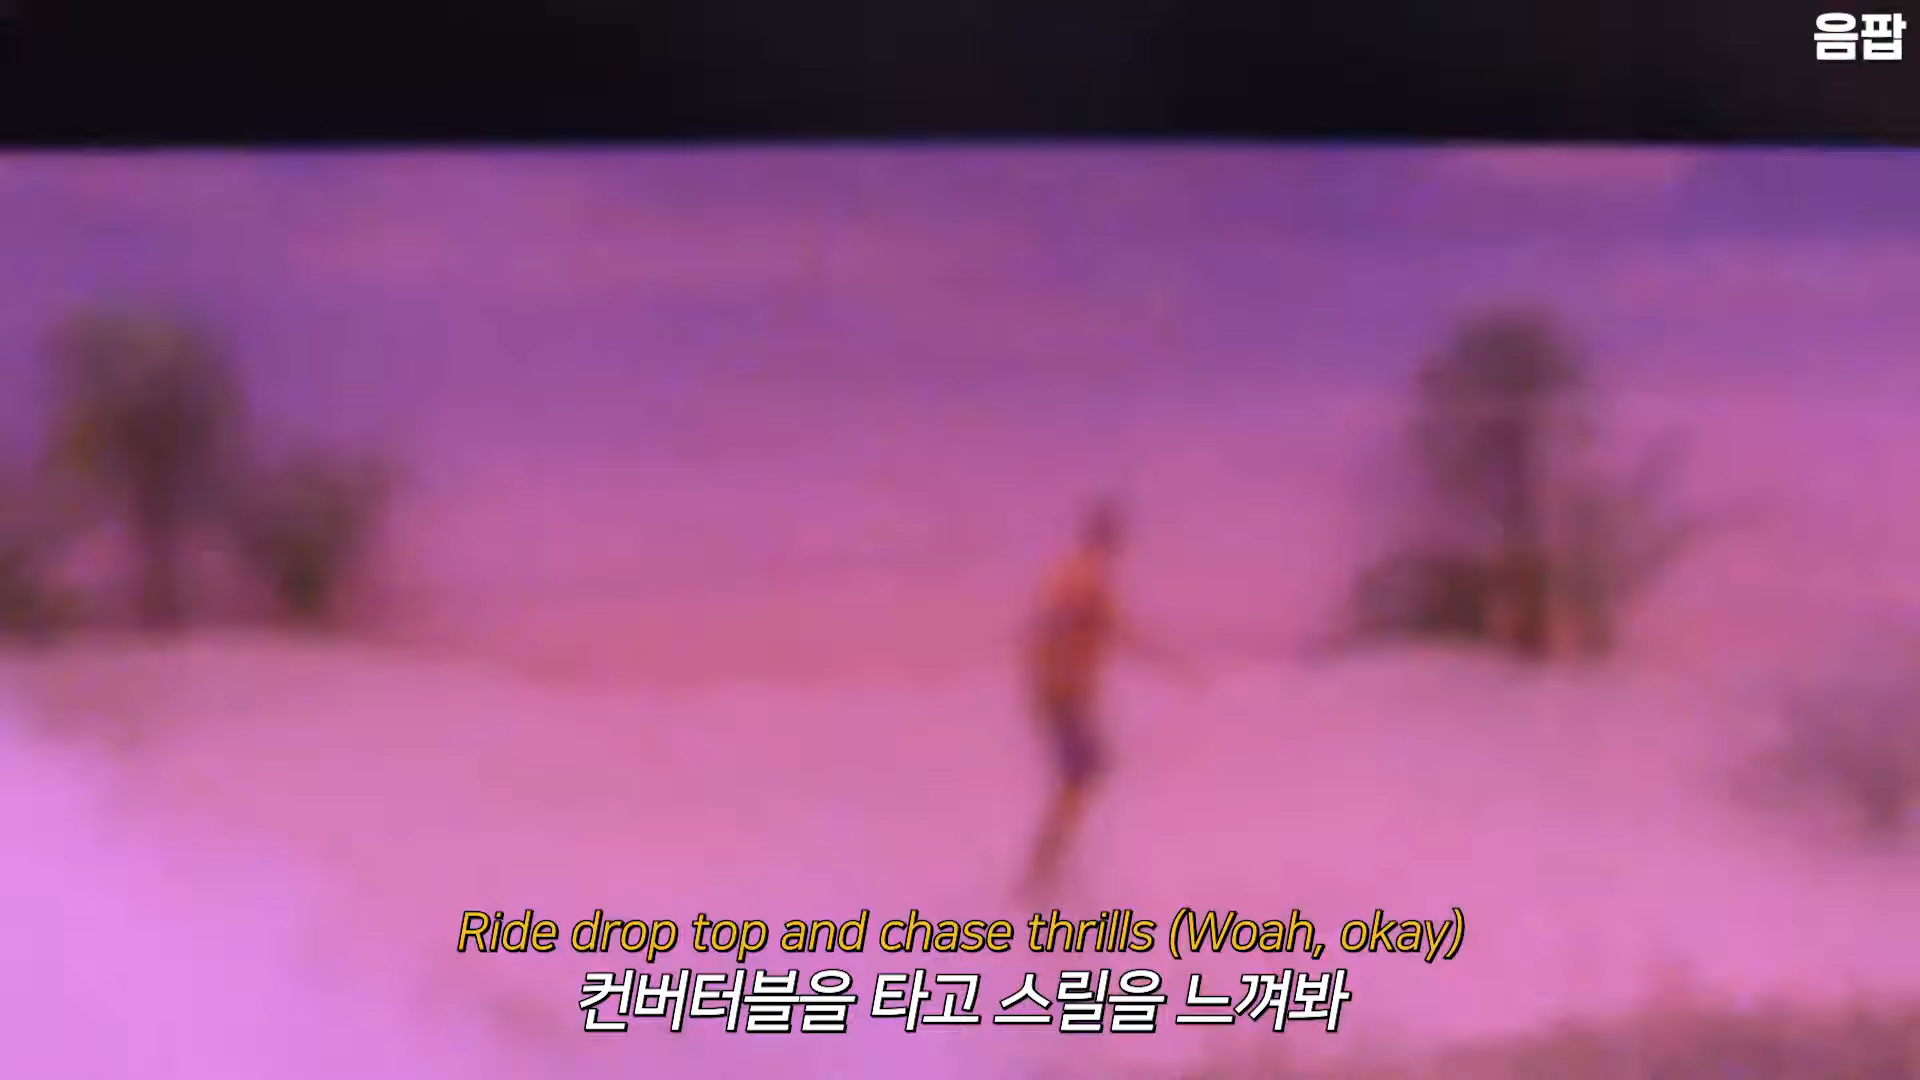 음팝
Ride drop top and chase thrills (Woah, okay)
컨버터블을 타고 스릴을 느껴봐